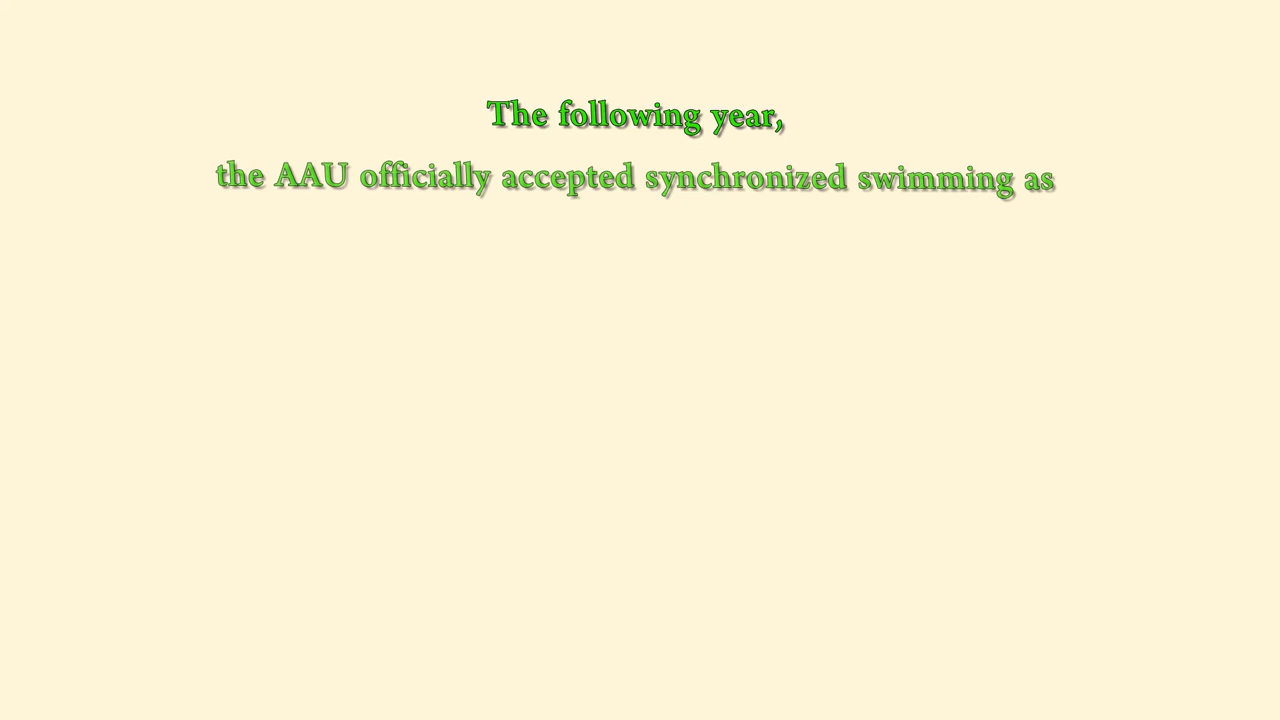 The following year,
the AAU officially accepted synchronized swimming as